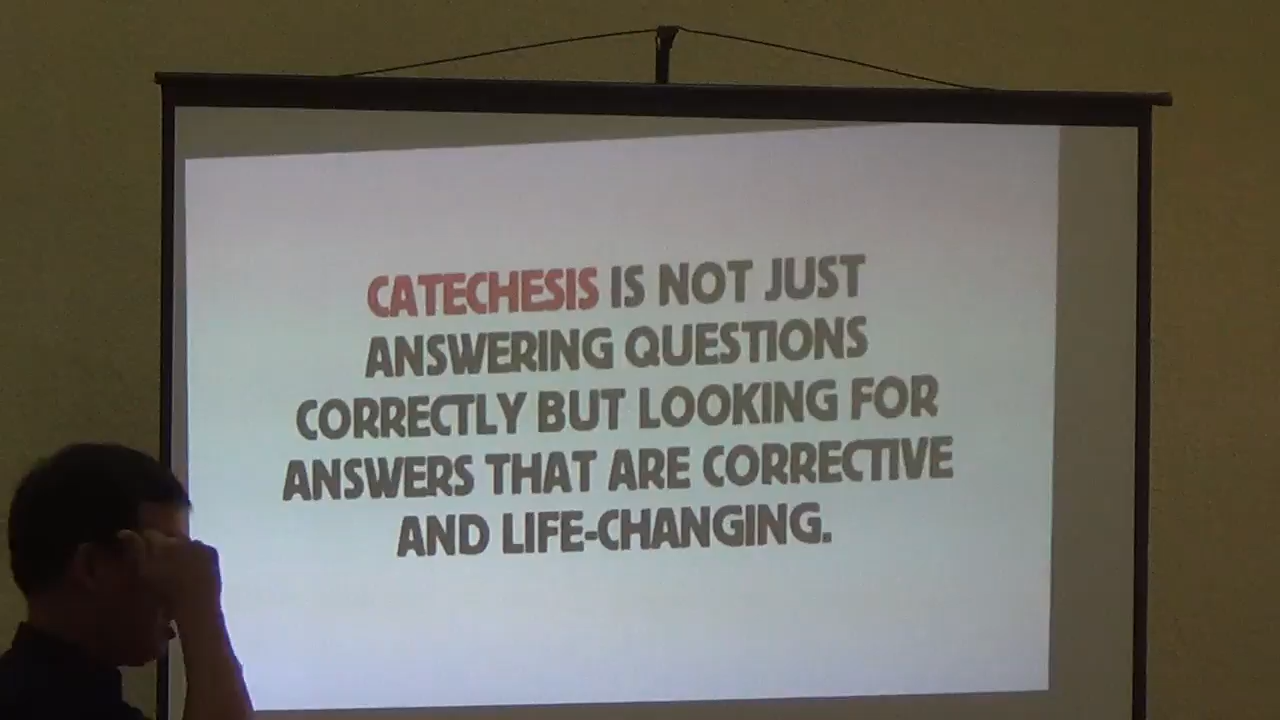 CATECHESIS IS NOT JUST
ANSWERING QUESTIONS
CORRECTLY BUT LOOKING FOR
ANSWERS THAT ARE CORRECTIVE
AND LIFE-CHANGING.